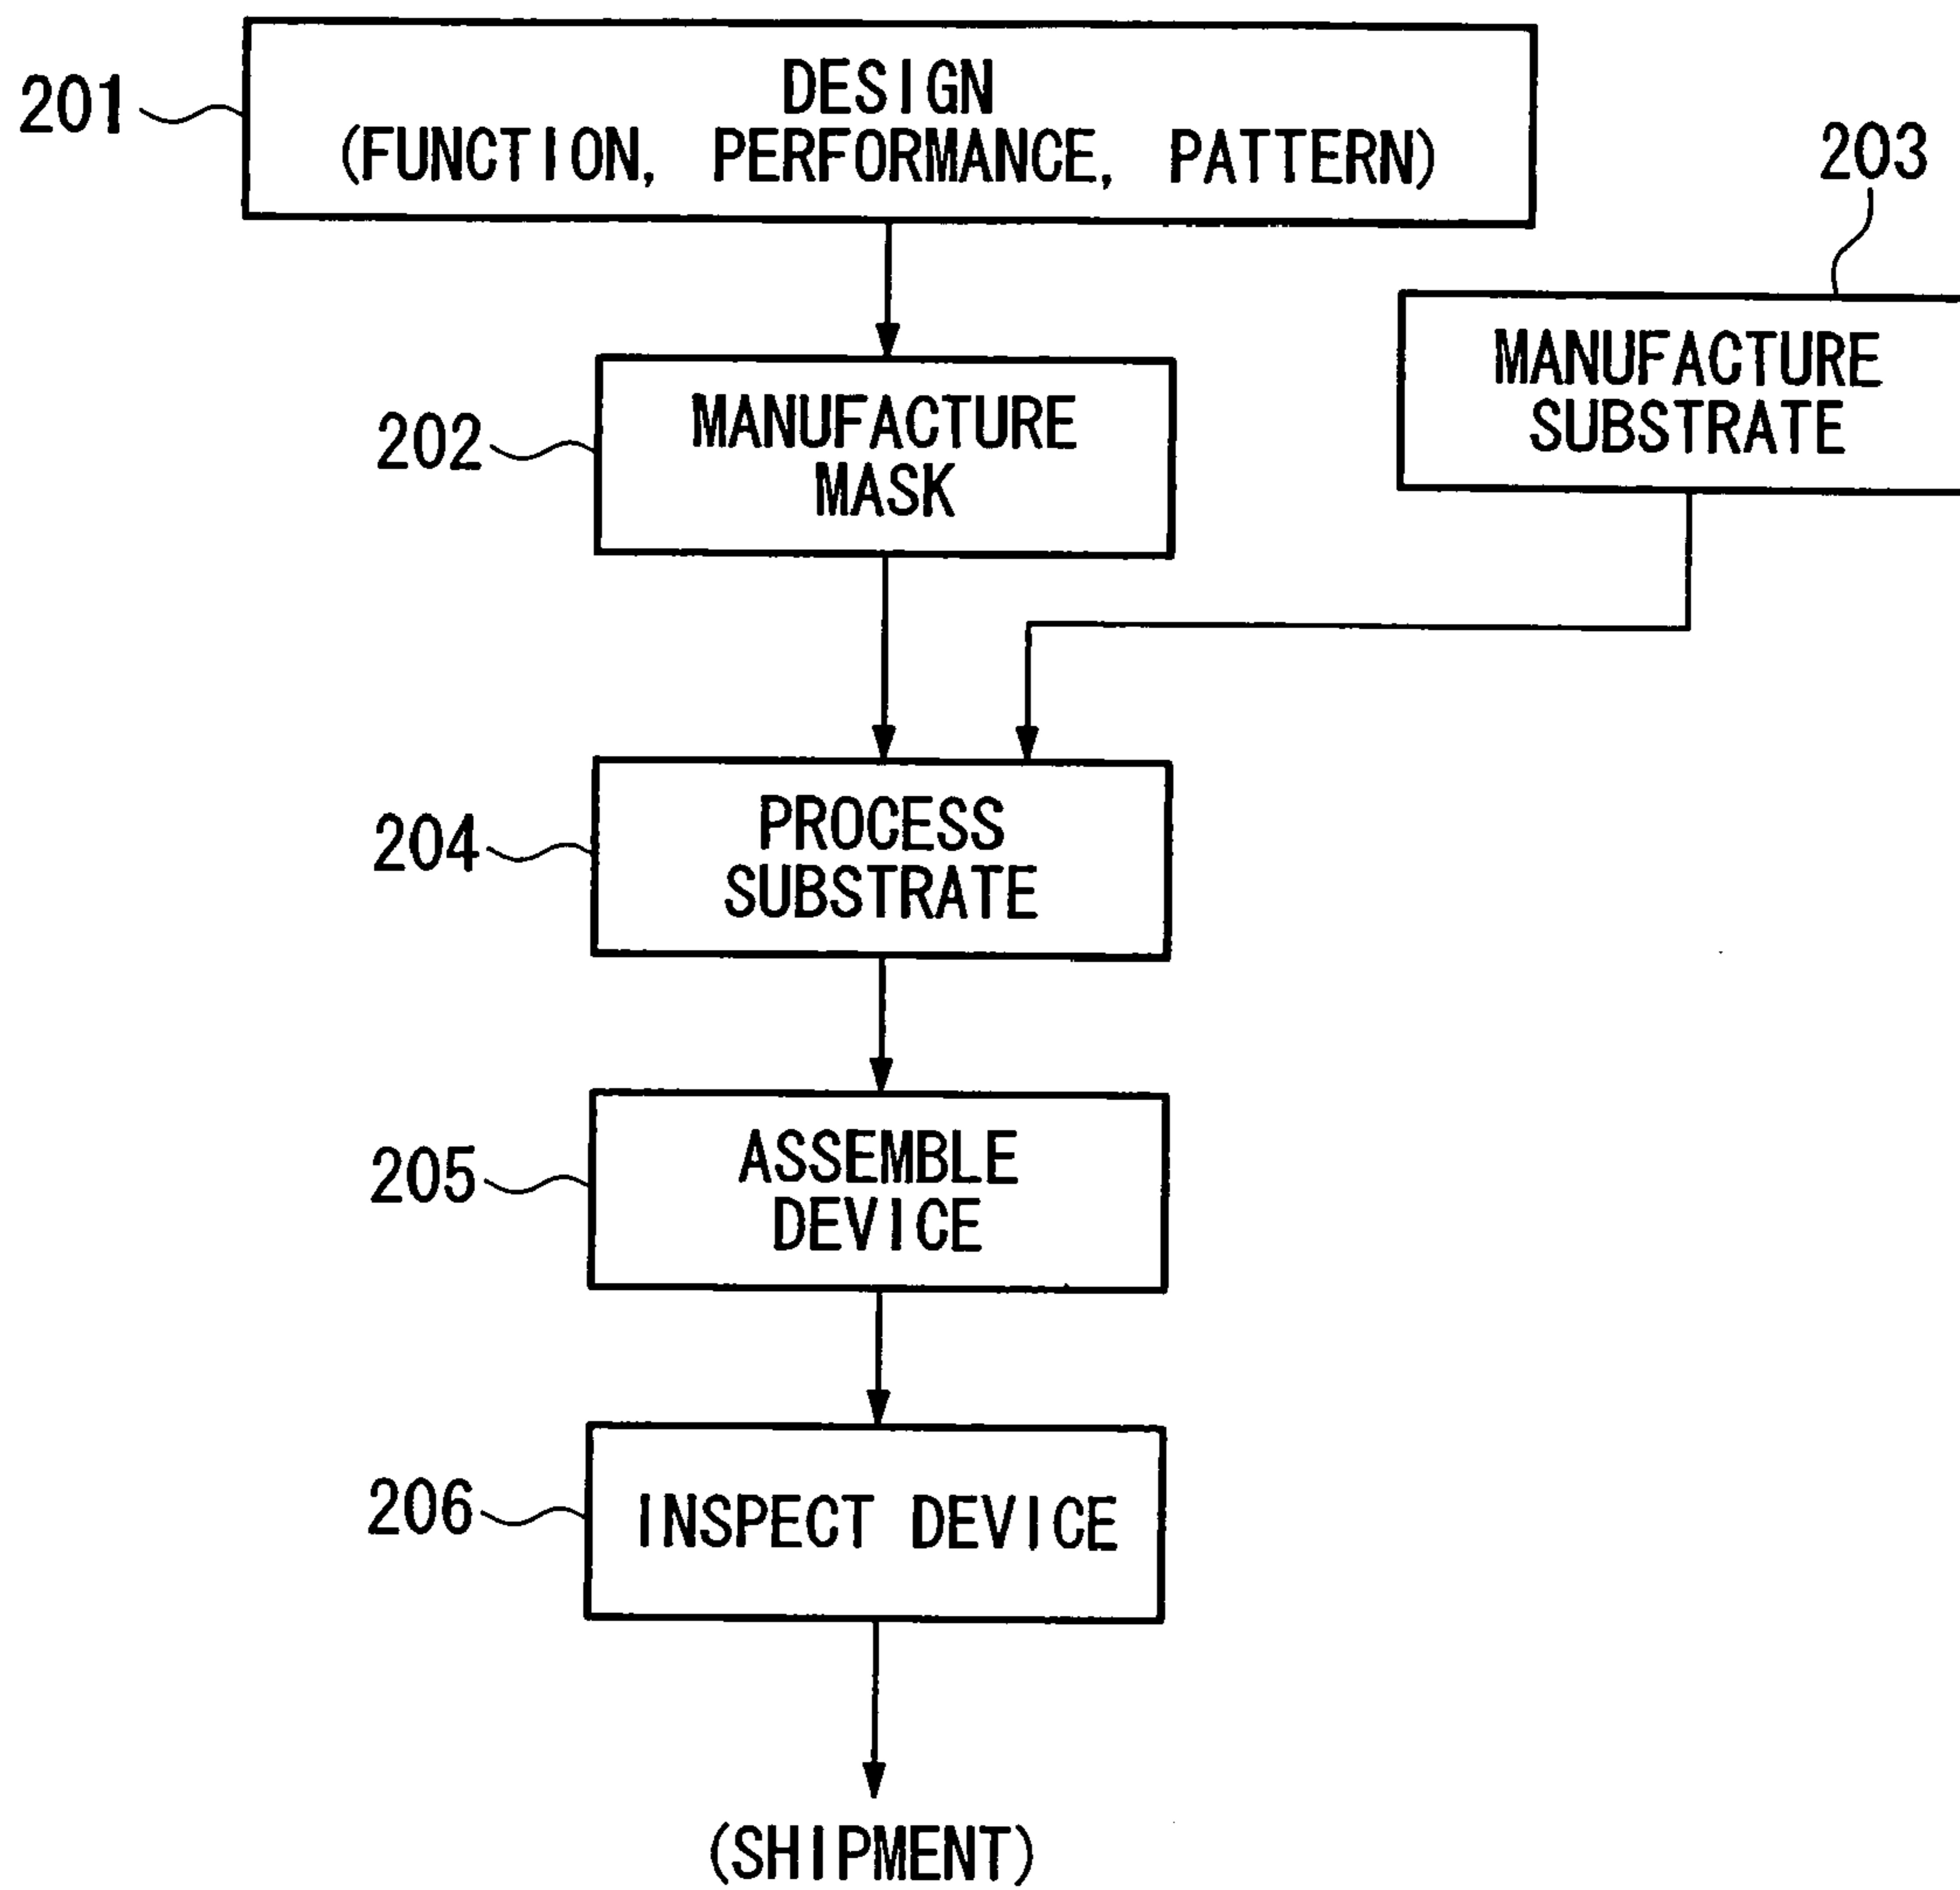 201
DESIGN
(FUNCTION, PERFORMANCE, PATTERN)
203
MANUFACTURE
SUBSTRATE
202
MANUFACTURE
MASK
204
PROCESS
SUBSTRATE
205
ASSEMBLE
DEVICE
206
INSPECT DEVICE
(SHIPMENT)